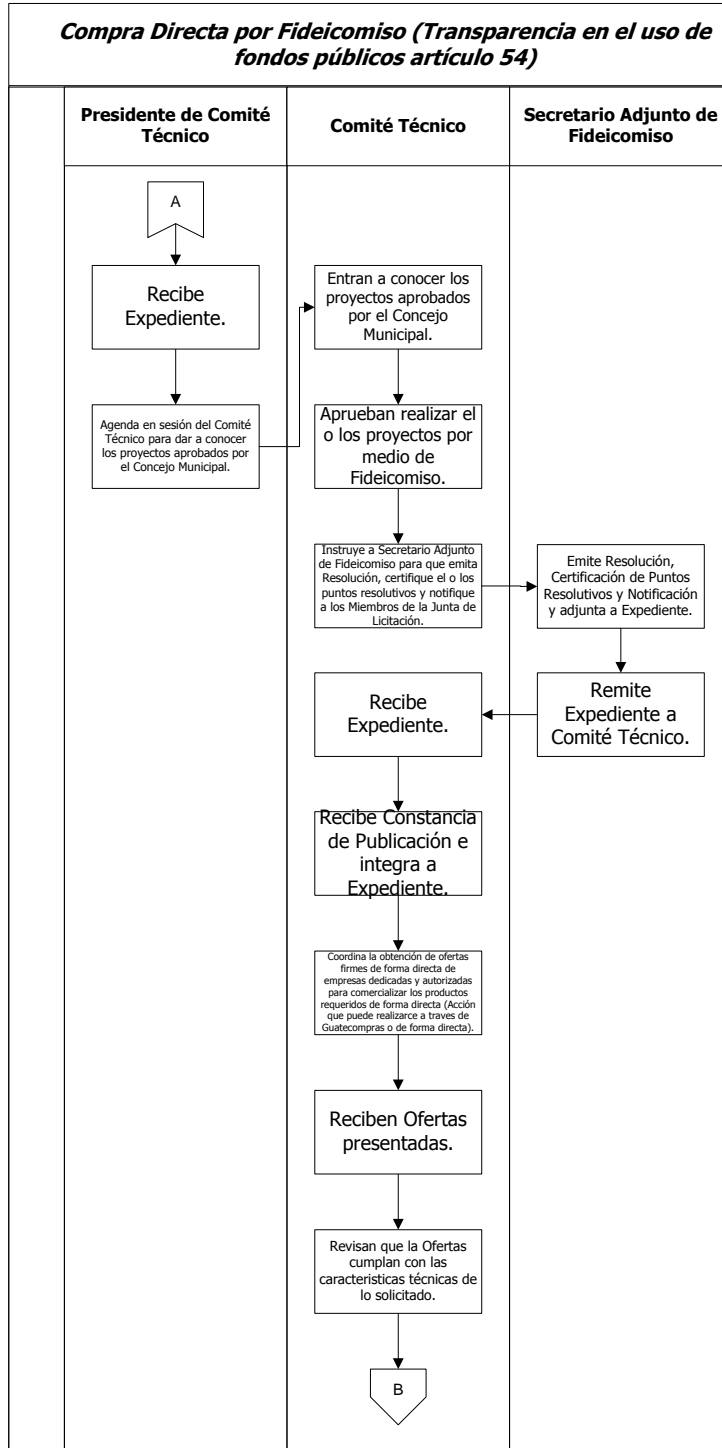 Compra Directa por Fideicomiso (Transparencia en el uso de
fondos públicos artículo 54)
Presidente de Comité
Técnico
Comité Técnico
Secretario Adjunto de
Fideicomiso
A
Recibe
Expediente.
Agenda en sesión del Comité
Técnico para dar a conocer
los proyectos aprobados por
el Concejo Municipal.
Entran a conocer los
proyectos aprobados
por el Concejo
Municipal.
Aprueban realizar el
o los proyectos por
medio de
Fideicomiso.
Instruye a Secretario Adjunto
de Fideicomiso para que emita
Resolución, certifique el o los
puntos resolutivos y notifique
a los Miembros de la Junta de
Licitación.
Emite Resolución,
Certificación de Puntos
Resolutivos y Notificación
y adjunta a Expediente.
Remite
Expediente a
Comité Técnico.
Recibe
Expediente.
Recibe Constancia
de Publicación e
integra a
Expediente.
Coordina la obtención de ofertas
firmes de forma directa de
empresas dedicadas y autorizadas
para comercializar los productos
requeridos de forma directa (Acción
que puede realizarce a traves de
Guatecompras o de forma directa).
Reciben Ofertas
presentadas.
Revisan que la Ofertas
cumplan con las
caracteristicas técnicas de
lo solicitado.
B